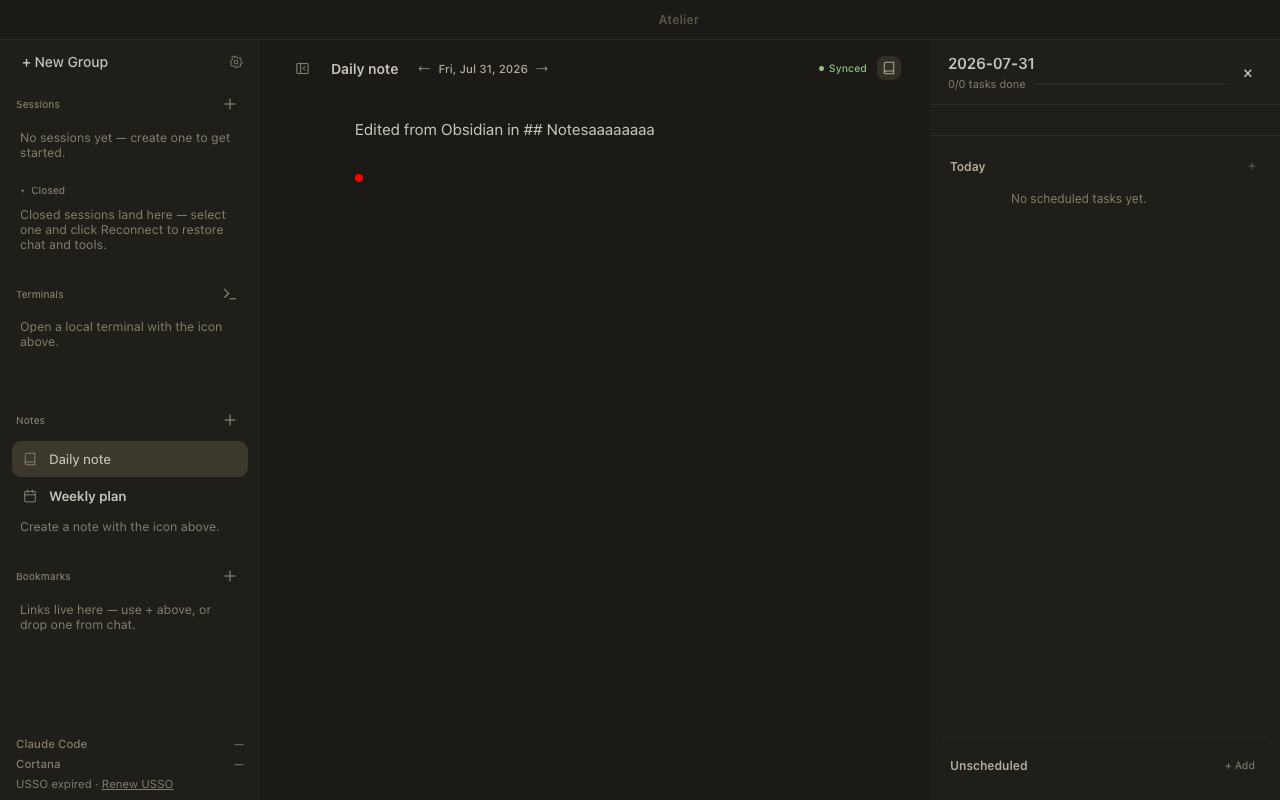 Atelier
+ New Group
Sessions
No sessions yet — create one to get
started.
Closed
Closed sessions land here — select
one and click Reconnect to restore
chat and tools.
Terminals
Open a local terminal with the icon
above.
Notes
Daily note
Weekly plan
Create a note with the icon above.
Bookmarks
Links live here — use + above, or
drop one from chat.
Claude Code —
Cortana —
USSO expired · Renew USSO
Daily note ← Fri, Jul 31, 2026 →
Synced
Edited from Obsidian in ## Notesaaaaaaaa
2026-07-31
0/0 tasks done
Today +
No scheduled tasks yet.
Unscheduled + Add